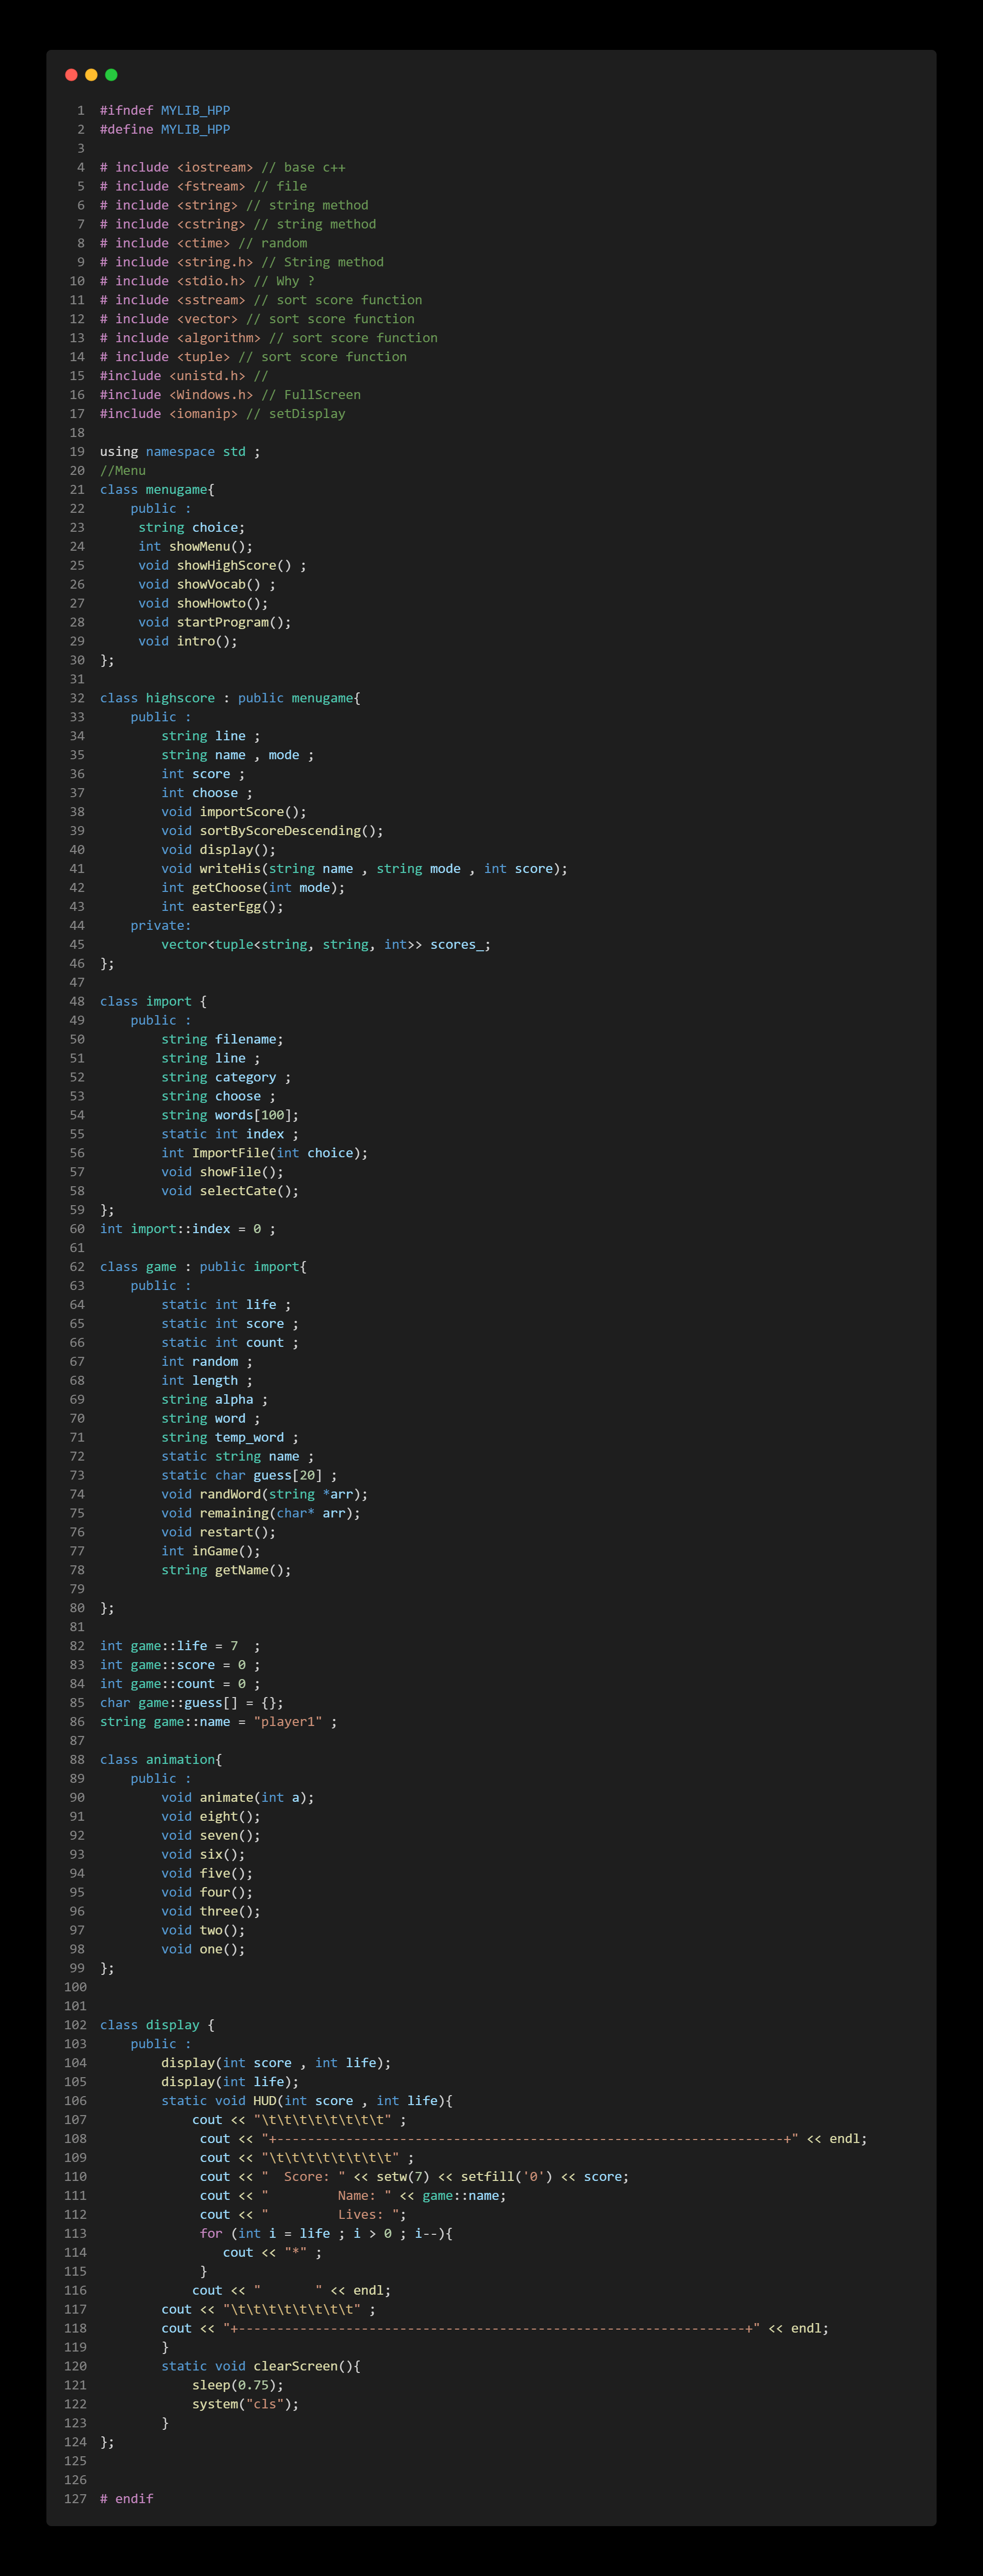 1 #ifndef MYLIB_HPP
2 #define MYLIB_HPP
3
4 # include <iostream> // base c++
5 # include <fstream> // file
6 # include <string> // string method
7 # include <cstring> // string method
8 # include <ctime> // random
9 # include <string.h> // String method
10 # include <stdio.h> // Why ?
11 # include <sstream> // sort score function
12 # include <vector> // sort score function
13 # include <algorithm> // sort score function
14 # include <tuple> // sort score function
15 #include <unistd.h> //
16 #include <Windows.h> // FullScreen
17 #include <iomanip> // setDisplay
18
19 using namespace std ;
20 //Menu
21 class menugame{
22     public :
23      string choice;
24      int showMenu();
25      void showHighScore() ;
26      void showVocab() ;
27      void showHowto();
28      void startProgram();
29      void intro();
30 };
31
32 class highscore : public menugame{
33     public :
34         string line ;
35         string name , mode ;
36         int score ;
37         int choose ;
38         void importScore();
39         void sortByScoreDescending();
40         void display();
41         void writeHis(string name , string mode , int score);
42         int getChoose(int mode);
43         int easterEgg();
44     private:
45         vector<tuple<string, string, int>> scores_;
46 };
47
48 class import {
49     public :
50         string filename;
51         string line ;
52         string category ;
53         string choose ;
54         string words[100];
55         static int index ;
56         int ImportFile(int choice);
57         void showFile();
58         void selectCate();
59 };
60 int import::index = 0 ;
61
62 class game : public import{
63     public :
64         static int life ;
65         static int score ;
66         static int count ;
67         int random ;
68         int length ;
69         string alpha ;
70         string word ;
71         string temp_word ;
72         static string name ;
73         static char guess[20] ;
74         void randWord(string *arr);
75         void remaining(char* arr);
76         void restart();
77         int inGame();
78         string getName();
79
80 };
81
82 int game::life = 7  ;
83 int game::score = 0 ;
84 int game::count = 0 ;
85 char game::guess[] = {};
86 string game::name = "player1" ;
87
88 class animation{
89     public :
90         void animate(int a);
91         void eight();
92         void seven();
93         void six();
94         void five();
95         void four();
96         void three();
97         void two();
98         void one();
99 };
100
101
102 class display {
103     public :
104         display(int score , int life);
105         display(int life);
106         static void HUD(int score , int life){
107             cout << "\t\t\t\t\t\t\t\t" ;
108              cout << "+------------------------------------------------------------------+" << endl;
109              cout << "\t\t\t\t\t\t\t\t" ;
110              cout << "  Score: " << setw(7) << setfill('0') << score;
111              cout << "         Name: " << game::name;
112              cout << "         Lives: ";
113              for (int i = life ; i > 0 ; i--){
114                 cout << "*" ;
115              }
116             cout << "       " << endl;
117         cout << "\t\t\t\t\t\t\t\t" ;
118         cout << "+------------------------------------------------------------------+" << endl;
119         }
120         static void clearScreen(){
121             sleep(0.75);
122             system("cls");
123         }
124 };
125
126
127 # endif